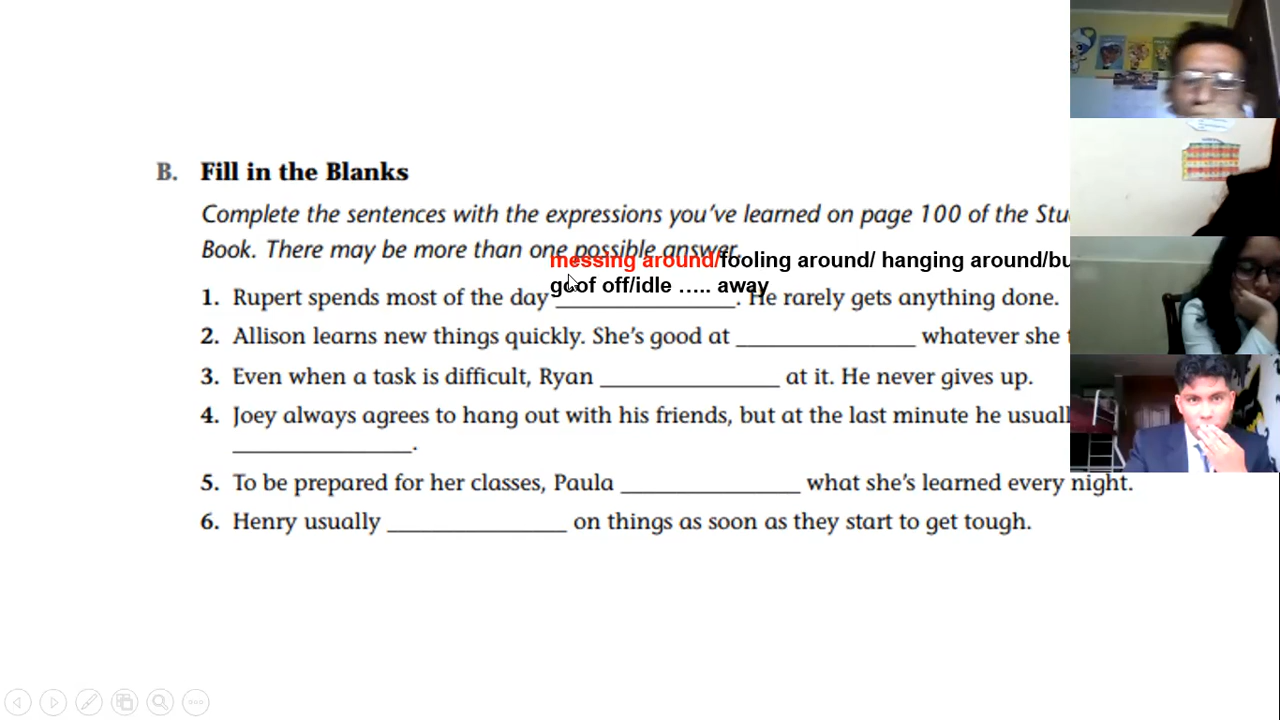 B. Fill in the Blanks
Complete the sentences with the expressions you've learned on page 100 of the Stu
Book. There may be more than one possible answer.
messing around/fooling around/ hanging around/bu
goof off/idle ….. away
1. Rupert spends most of the day _______________. He rarely gets anything done.
2. Allison learns new things quickly. She's good at _______________ whatever she
3. Even when a task is difficult, Ryan _______________ at it. He never gives up.
4. Joey always agrees to hang out with his friends, but at the last minute he usuall
_______________.
5. To be prepared for her classes, Paula _______________ what she's learned every night.
6. Henry usually _______________ on things as soon as they start to get tough.